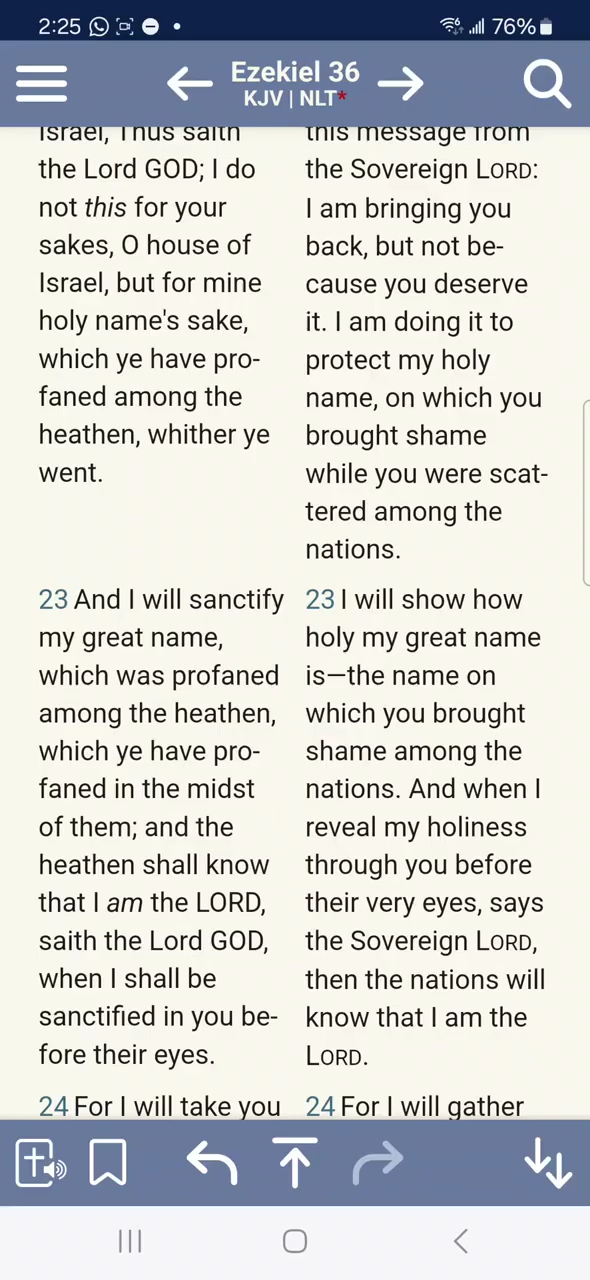 2:25
76%
Ezekiel 36
KJV | NLT*
Israel, Thus saith
the Lord GOD; I do
not this for your
sakes, O house of
Israel, but for mine
holy name's sake,
which ye have pro-
faned among the
heathen, whither ye
went.
this message from
the Sovereign LORD:
I am bringing you
back, but not be-
cause you deserve
it. I am doing it to
protect my holy
name, on which you
brought shame
while you were scat-
tered among the
nations.
23 And I will sanctify
my great name,
which was profaned
among the heathen,
which ye have pro-
faned in the midst
of them; and the
heathen shall know
that I am the LORD,
saith the Lord GOD,
when I shall be
sanctified in you be-
fore their eyes.
23 I will show how
holy my great name
is—the name on
which you brought
shame among the
nations. And when I
reveal my holiness
through you before
their very eyes, says
the Sovereign LORD,
then the nations will
know that I am the
LORD.
24 For I will take you
24 For I will gather